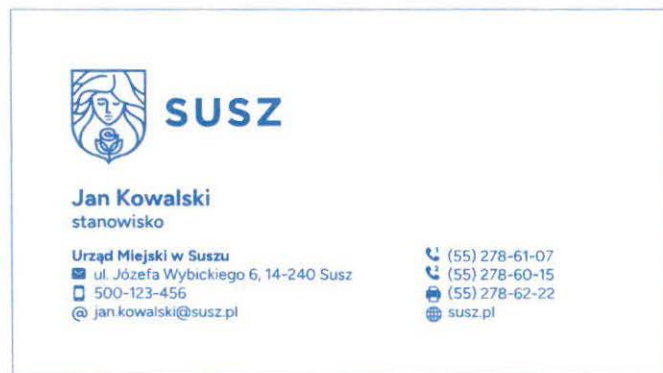 SUSZ
Jan Kowalski
stanowisko
Urząd Miejski w Suszu
ul. Józefa Wybickiego 6, 14-240 Susz
500-123-456
@ jan.kowalski@susz.pl
(55) 278-61-07
(55) 278-60-15
(55) 278-62-22
susz.pl